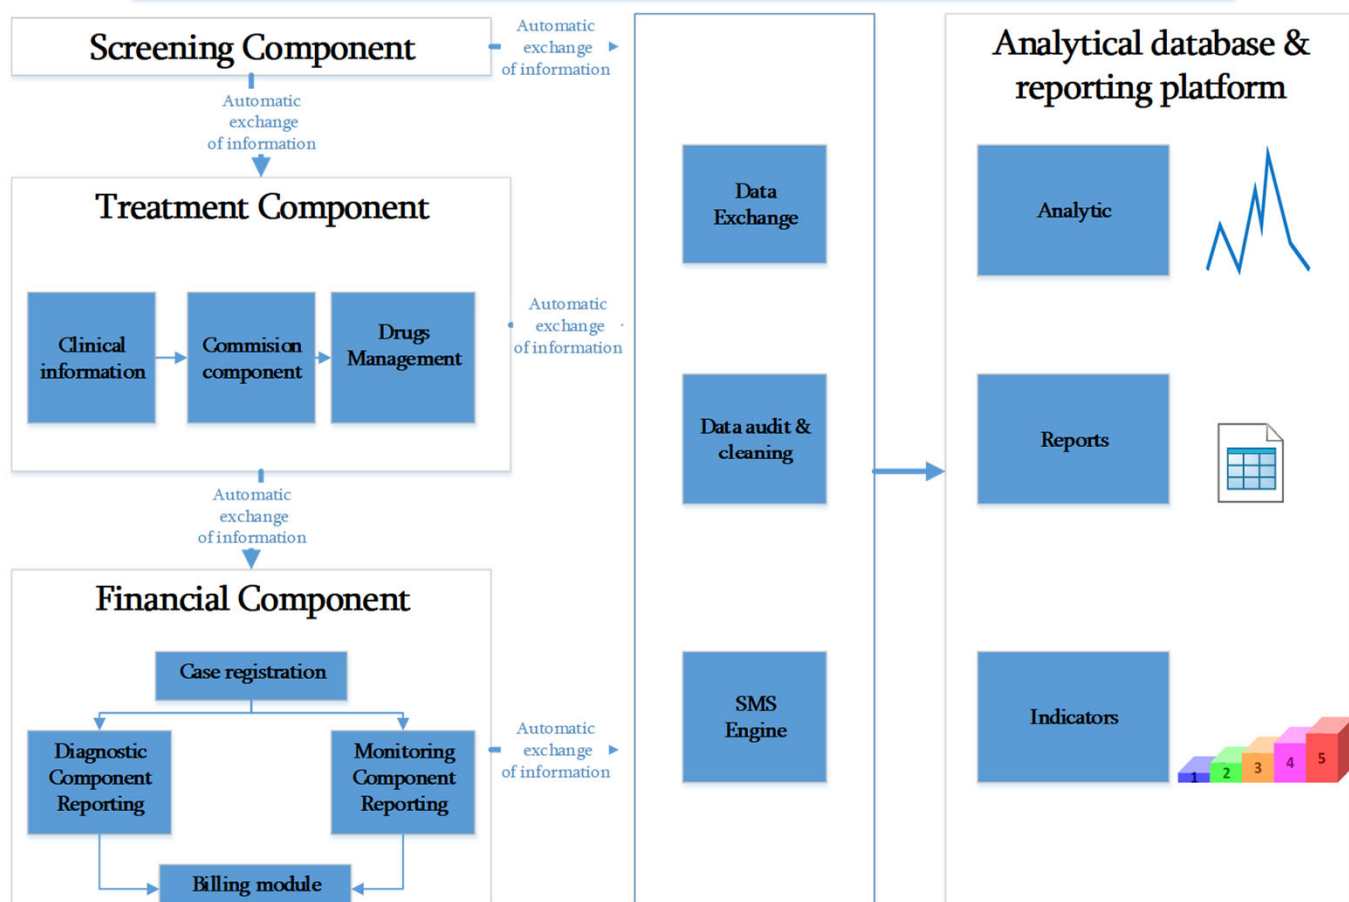 Screening Component
Automatic
exchange
of information
Automatic
exchange
of information
Treatment Component
Clinical
information
Commision
component
Drugs
Management
Automatic
exchange
of information
Automatic
exchange
of information
Financial Component
Case registration
Diagnostic
Component
Reporting
Monitoring
Component
Reporting
Billing module
Automatic
exchange
of information
Data
Exchange
Data audit &
cleaning
SMS
Engine
Analytical database &
reporting platform
Analytic
Reports
Indicators
1 2 3 4 5